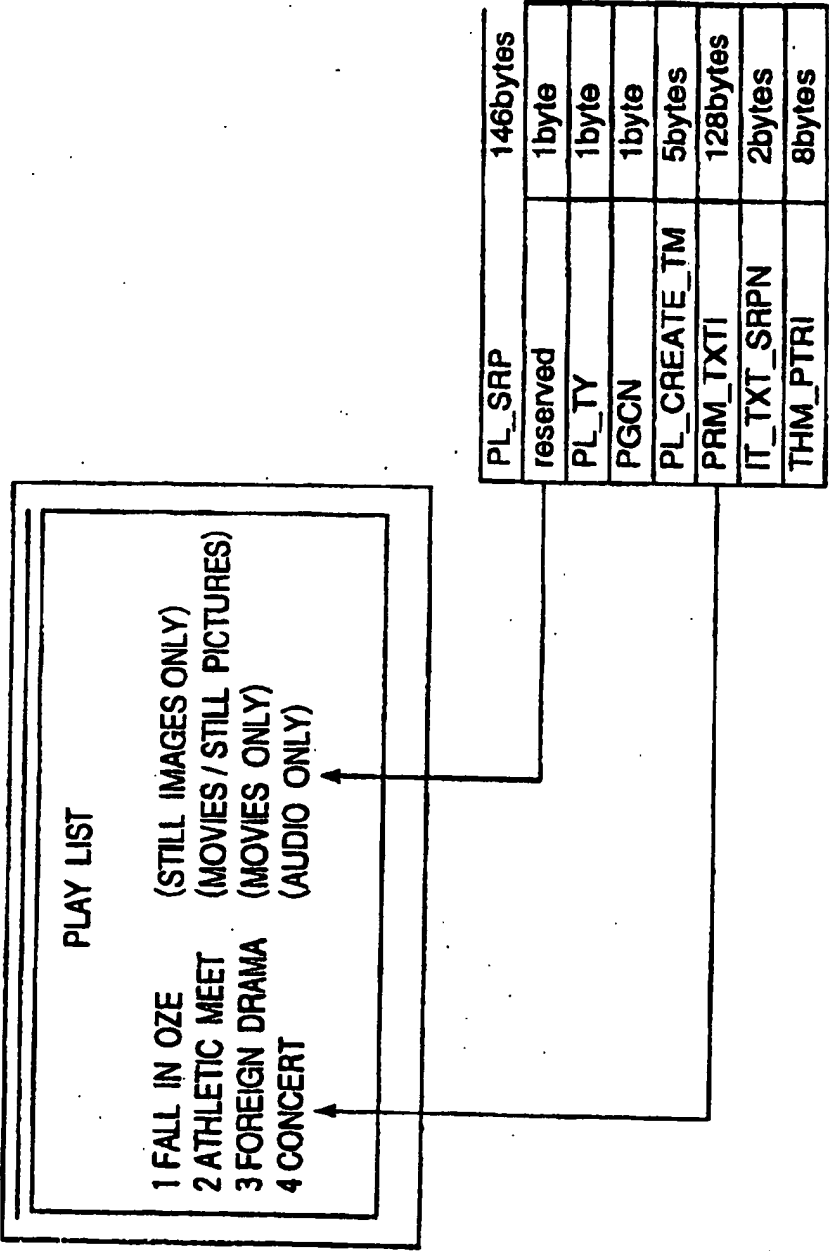 PLAY LIST
1 FALL IN OZE (STILL IMAGES ONLY)
2 ATHLETIC MEET (MOVIES / STILL PICTURES)
3 FOREIGN DRAMA (MOVIES ONLY)
4 CONCERT (AUDIO ONLY)
PL_SRP 146bytes
reserved 1byte
PL_TY 1byte
PGCN 1byte
PL_CREATE_TM 5bytes
PRM_TXTI 128bytes
IT_TXT_SRPN 2bytes
THM_PTRI 8bytes